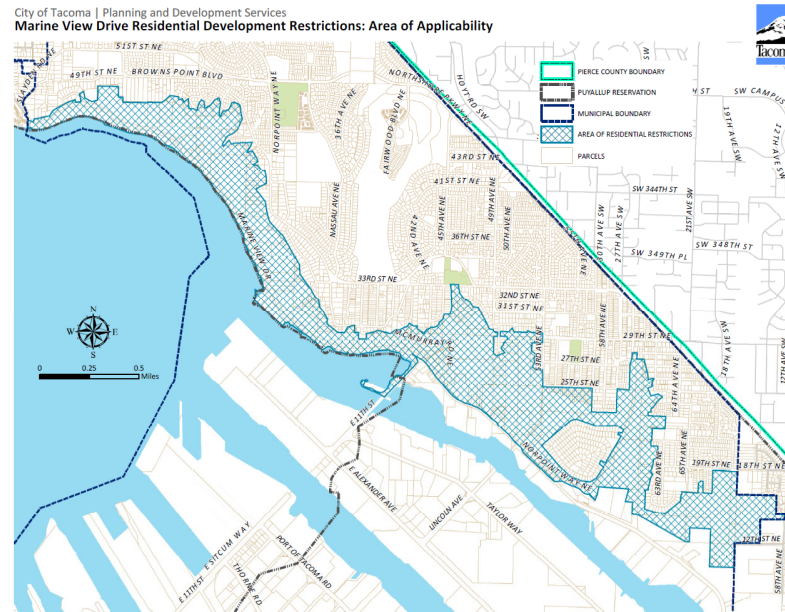 City of Tacoma | Planning and Development Services
Marine View Drive Residential Development Restrictions: Area of Applicability
Tacoma
PIERCE COUNTY BOUNDARY
PUYALLUP RESERVATION
MUNICIPAL BOUNDARY
AREA OF RESIDENTIAL RESTRICTIONS
PARCELS
51ST ST NE
49TH ST NE
BROWNS POINT BLVD
NORPOINT WAY NE
36TH AVE NE
FAIRWOOD BLVD NE
HOYT RD SW
SW
H ST
SW CAMPUS
19TH AVE SW
12TH AVE SW
43RD ST NE
41ST ST NE
45TH AVE NE
49TH AVE NE
50TH AVE NE
36TH ST NE
42ND AVE NE
NASSAU AVE NE
MARINE VIEW DR
33RD ST NE
32ND ST NE
31ST ST NE
SW 344TH ST
21ST AVE SW
27TH AVE SW
SW 348TH ST
SW 349TH PL
N
W
E
S
0
0.25
0.5
Miles
MCMURRAY RD
NE
53RD AVE NE
58TH AVE NE
29TH ST NE
27TH ST NE
25TH ST NE
64TH AVE NE
E 11TH ST
NORPOINT WAY NE
63RD AVE NE
65TH AVE NE
19TH ST NE
18TH ST NE
12TH ST NE
58TH AVE NE
E ALEXANDER AVE
LINCOLN AVE
TAYLOR WAY
E SITCUM WAY
PORT OF TACOMA RD
E 11TH ST
THORNE RD